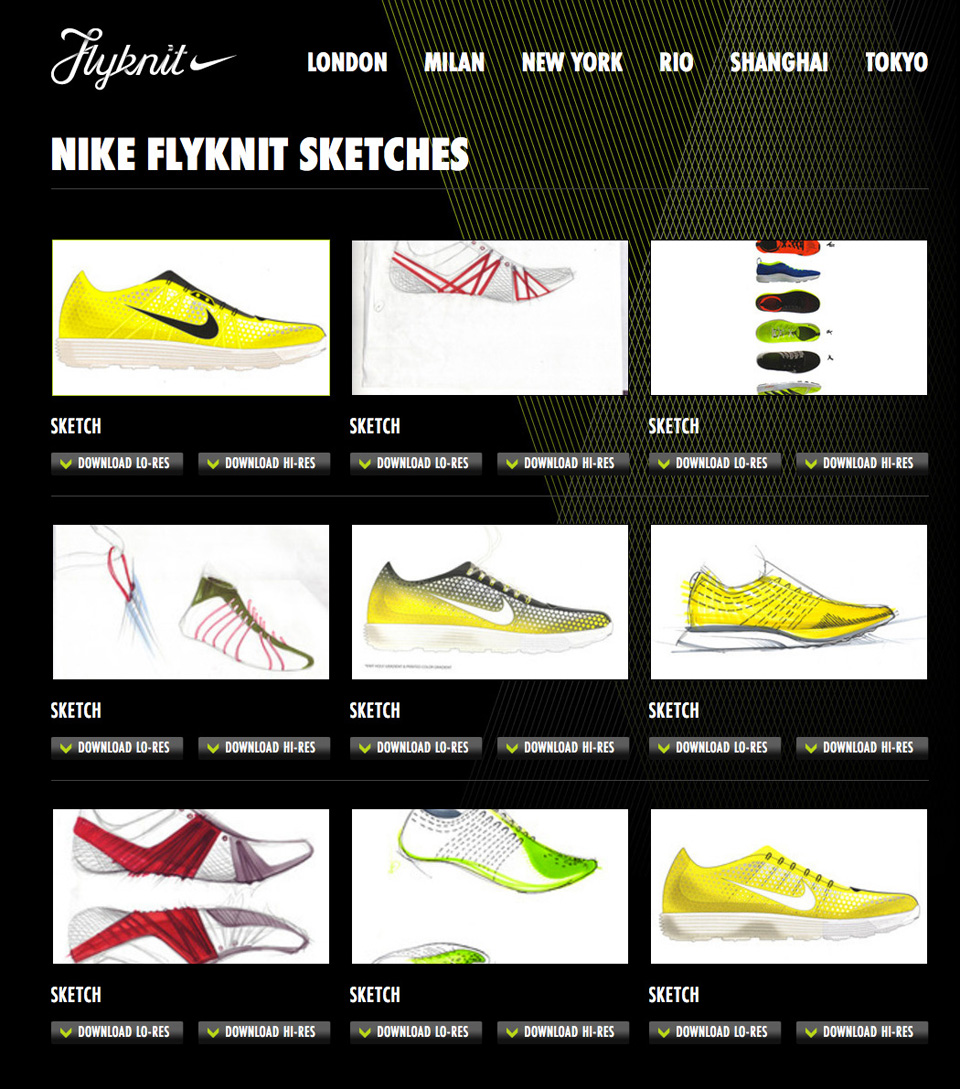 Flyknit
LONDON MILAN NEW YORK RIO SHANGHAI TOKYO
NIKE FLYKNIT SKETCHES
SKETCH SKETCH SKETCH
DOWNLOAD LO-RES DOWNLOAD HI-RES DOWNLOAD LO-RES DOWNLOAD HI-RES DOWNLOAD LO-RES DOWNLOAD HI-RES
SKETCH SKETCH SKETCH
DOWNLOAD LO-RES DOWNLOAD HI-RES DOWNLOAD LO-RES DOWNLOAD HI-RES DOWNLOAD LO-RES DOWNLOAD HI-RES
SKETCH SKETCH SKETCH
DOWNLOAD LO-RES DOWNLOAD HI-RES DOWNLOAD LO-RES DOWNLOAD HI-RES DOWNLOAD LO-RES DOWNLOAD HI-RES